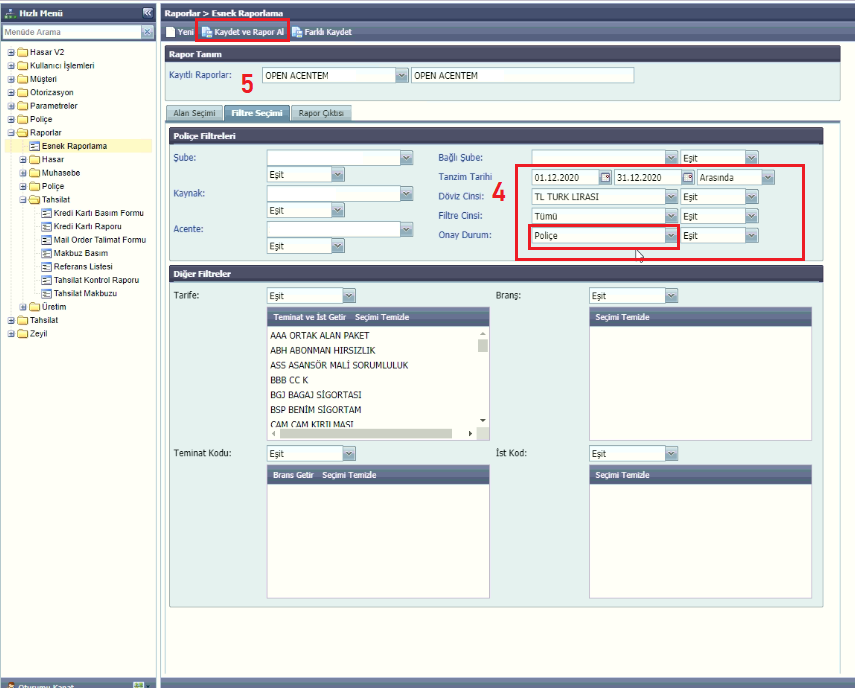 Hızlı Menü
Menüde Arama
Hasar V2
Kullanıcı İşlemleri
Müşteri
Otorizasyon
Parametreler
Poliçe
Raporlar
Esnek Raporlama
Hasar
Muhasebe
Poliçe
Tahsilat
Kredi Kartı Basım Formu
Kredi Kartı Raporu
Mail Order Talimat Formu
Makbuz Basım
Referans Listesi
Tahsilat Kontrol Raporu
Tahsilat Makbuzu
Üretim
Tahsilat
Zeyil
Oturumu Kapat
Raporlar > Esnek Raporlama
Yeni Kaydet ve Rapor Al Farklı Kaydet
5
Rapor Tanım
Kayıtlı Raporlar: OPEN ACENTEM OPEN ACENTEM
Alan Seçimi Filtre Seçimi Rapor Çıktısı
Poliçe Filtreleri
Şube: Bağlı Şube: Eşit
Eşit Tanzim Tarihi 01.12.2020 31.12.2020 Arasında
4
Kaynak: Döviz Cinsi: TL TURK LIRASI Eşit
Eşit Filtre Cinsi: Tümü Eşit
Acente: Onay Durum: Poliçe Eşit
Eşit
Diğer Filtreler
Tarife: Eşit Branş: Eşit
Teminat ve İst Getir Seçimi Temizle Seçimi Temizle
AAA ORTAK ALAN PAKET
ABH ABONMAN HIRSIZLIK
ASS ASANSÖR MALİ SORUMLULUK
BBB CC K
BGJ BAGAJ SİGORTASI
BSP BENİM SİGORTAM
CAM CAM KIRILMASI
Teminat Kodu: Eşit İst Kod: Eşit
Brans Getir Seçimi Temizle Seçimi Temizle